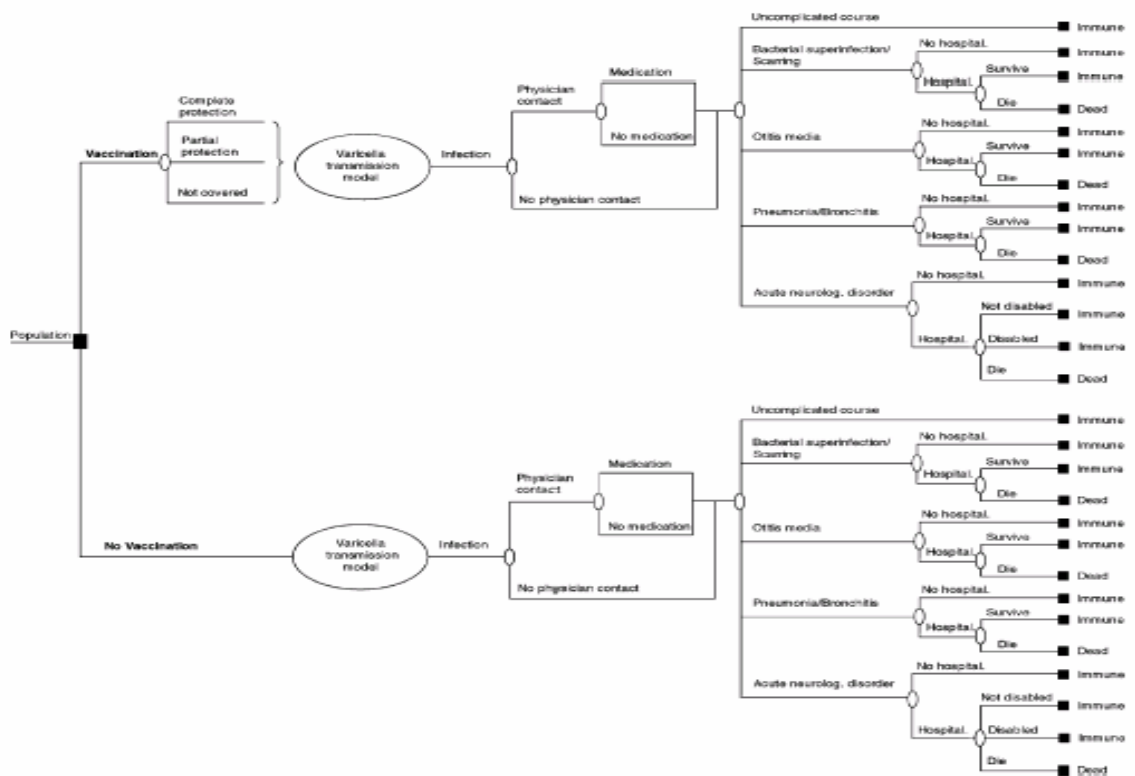 Uncomplicated course
Immune
Bacterial superinfection/
Scarring
No hospital.
Immune
Hospital.
Survive
Immune
Die
Dead
Otitis media
No hospital.
Immune
Hospital.
Survive
Immune
Die
Dead
Pneumonia/Bronchitis
No hospital.
Immune
Hospital.
Survive
Immune
Die
Dead
Acute neurolog. disorder
No hospital.
Immune
Hospital.
Not disabled
Immune
Disabled
Immune
Die
Dead
Medication
No medication
Physician
contact
No physician contact
Infection
Varicella
transmission
model
Complete
protection
Partial
protection
Not covered
Vaccination
Population
No Vaccination
Varicella
transmission
model
Infection
Physician
contact
No physician contact
Medication
No medication
Uncomplicated course
Immune
Bacterial superinfection/
Scarring
No hospital.
Immune
Hospital.
Survive
Immune
Die
Dead
Otitis media
No hospital.
Immune
Hospital.
Survive
Immune
Die
Dead
Pneumonia/Bronchitis
No hospital.
Immune
Hospital.
Survive
Immune
Die
Dead
Acute neurolog. disorder
No hospital.
Immune
Hospital.
Not disabled
Immune
Disabled
Immune
Die
Dead